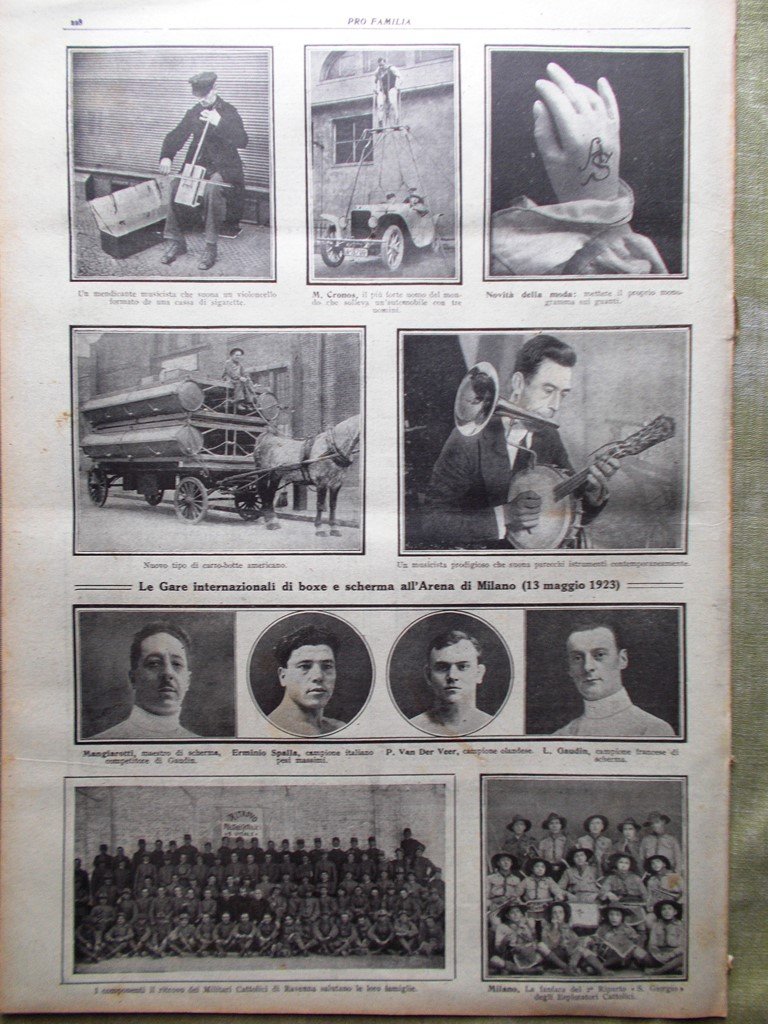 228
PRO FAMILIA
Un mendicante musicista che suona un violoncello
formato da una cassa di sigarette.
M. Cronos, il più forte uomo del mon-
do che solleva un'automobile con tre
uomini.
Novità della moda: mettete il proprio mono-
gramma sui guanti.
Nuovo tipo di carro-botte americano.
Un musicista prodigioso che suona parecchi istrumenti contemporaneamente.
Le Gare internazionali di boxe e scherma all'Arena di Milano (13 maggio 1923)
Mangiarotti, maestro di scherma,
competitore di Gaudin.
Erminio Spalla, campione italiano
pesi massimi.
P. Van Der Veer, campione olandese.
L. Gaudin, campione francese di
scherma.
RITROVO
I componenti il ritrovo dei Militari Cattolici di Ravenna salutano le loro famiglie.
Milano, La fanfara del 2º Riparto « S. Giorgio »
degli Esploratori Cattolici.